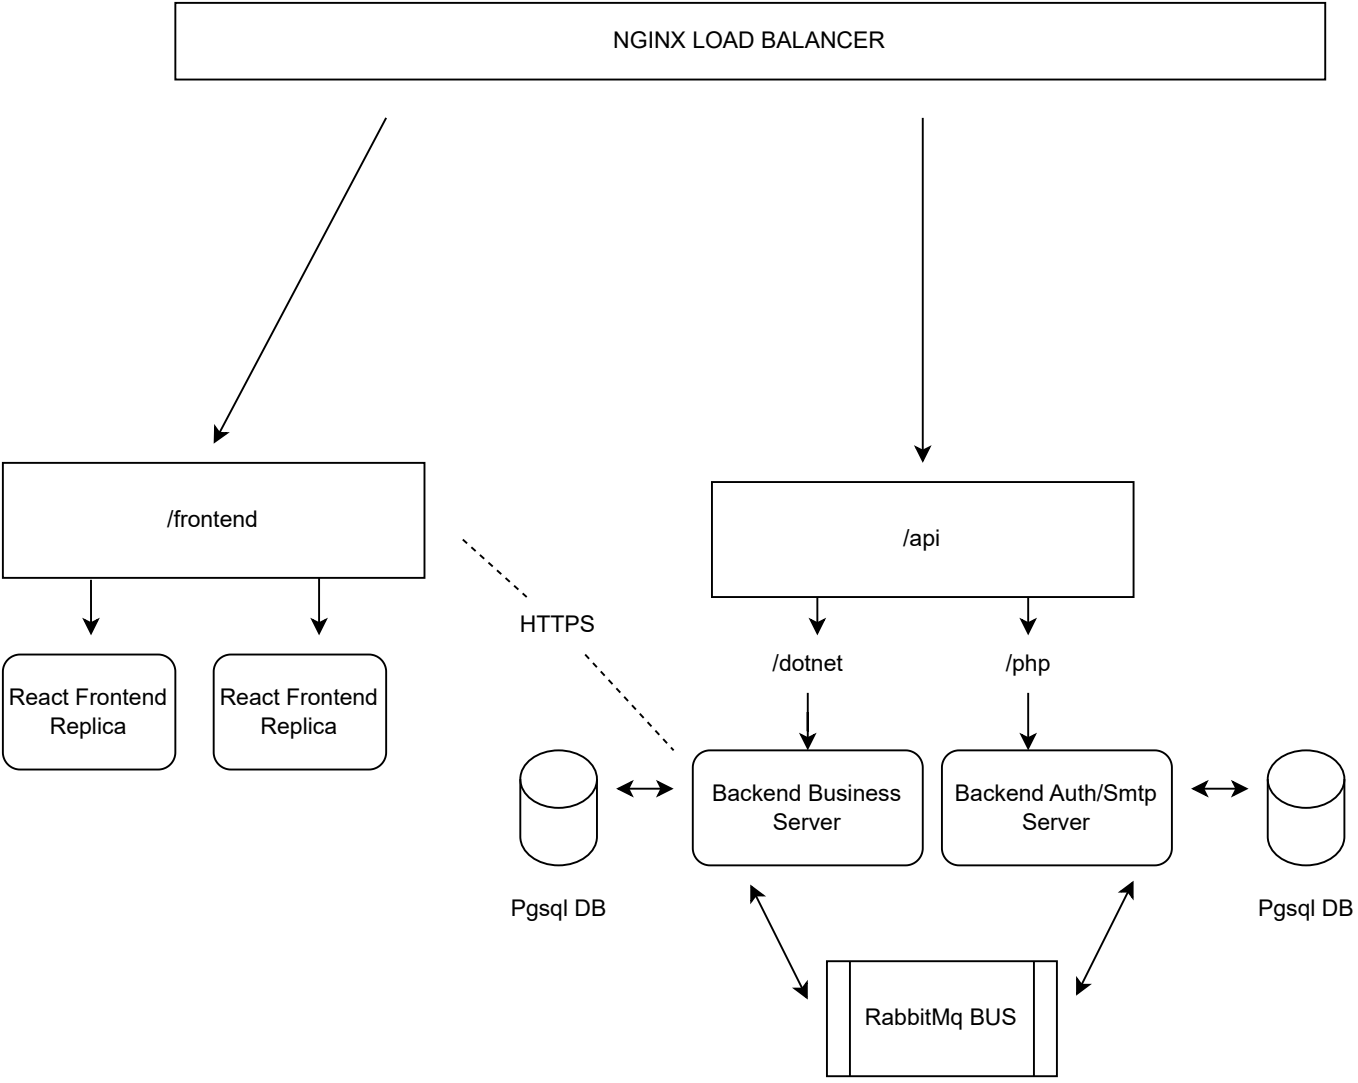 NGINX LOAD BALANCER
/frontend
/api
HTTPS
/dotnet
/php
React Frontend
Replica
React Frontend
Replica
Backend Business
Server
Backend Auth/Smtp
Server
Pgsql DB
Pgsql DB
RabbitMq BUS